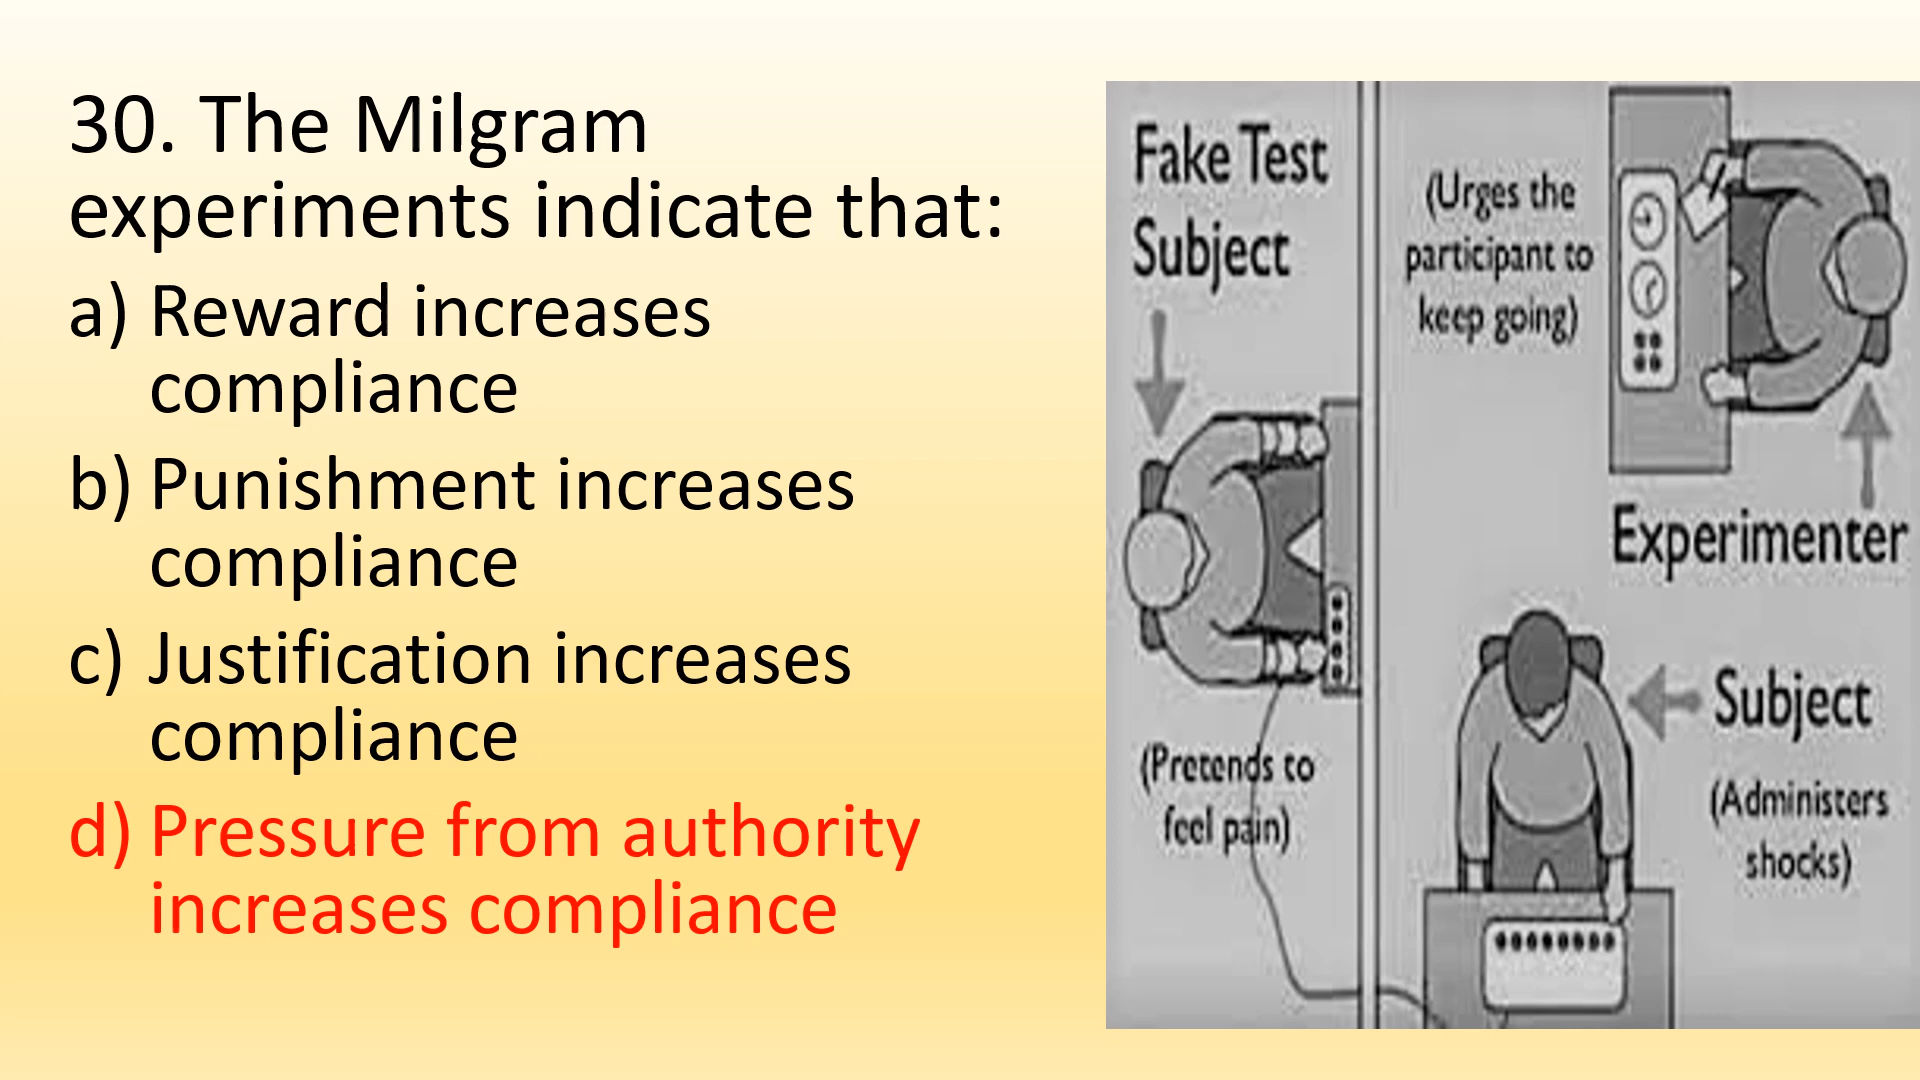 30. The Milgram
experiments indicate that:
a) Reward increases
compliance
b) Punishment increases
compliance
c) Justification increases
compliance
d) Pressure from authority
increases compliance
Fake Test
Subject
(Urges the
participant to
keep going)
Experimenter
Subject
(Pretends to
feel pain)
(Administers
shocks)